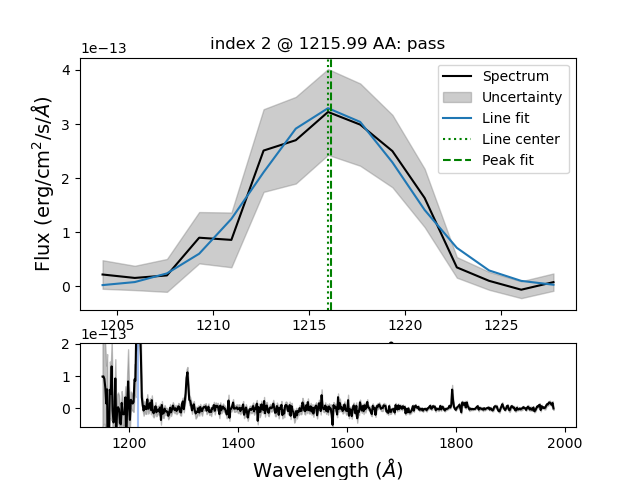 index 2 @ 1215.99 AA: pass
1e−13
4
3
2
1
0
Flux (erg/cm²/s/Å)
Spectrum
Uncertainty
Line fit
Line center
Peak fit
1205 1210 1215 1220 1225
1e−13
2
1
0
1200 1400 1600 1800 2000
Wavelength (Å)